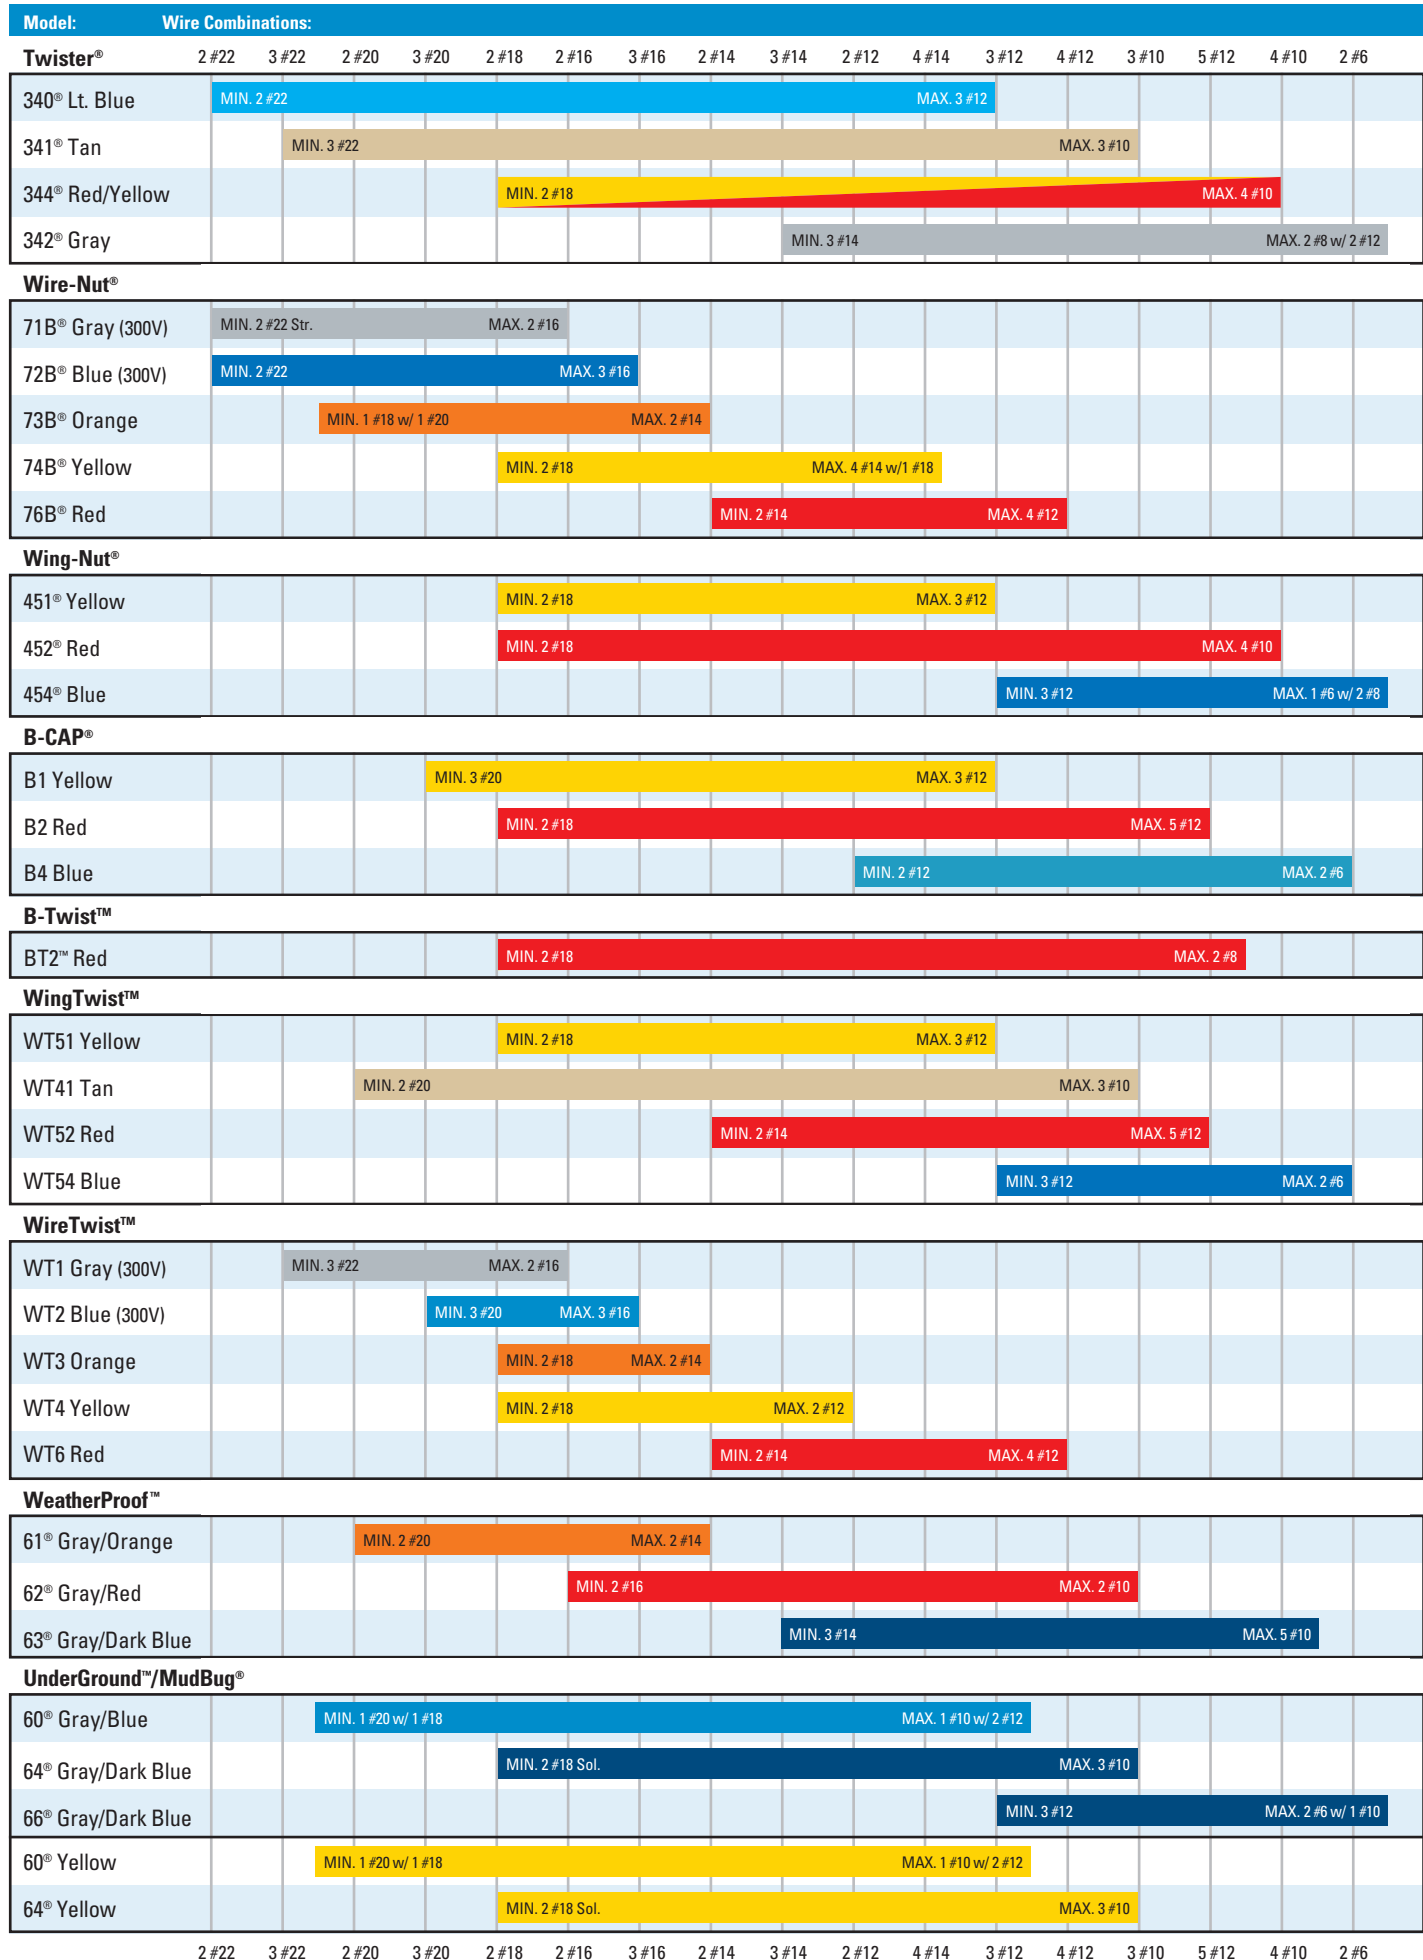 Model: Wire Combinations:
Twister® 2 #22 3 #22 2 #20 3 #20 2 #18 2 #16 3 #16 2 #14 3 #14 2 #12 4 #14 3 #12 4 #12 3 #10 5 #12 4 #10 2 #6
340® Lt. Blue MIN. 2 #22 MAX. 3 #12
341® Tan MIN. 3 #22 MAX. 3 #10
344® Red/Yellow MIN. 2 #18 MAX. 4 #10
342® Gray MIN. 3 #14 MAX. 2 #8 w/ 2 #12
Wire-Nut®
71B® Gray (300V) MIN. 2 #22 Str. MAX. 2 #16
72B® Blue (300V) MIN. 2 #22 MAX. 3 #16
73B® Orange MIN. 1 #18 w/ 1 #20 MAX. 2 #14
74B® Yellow MIN. 2 #18 MAX. 4 #14 w/1 #18
76B® Red MIN. 2 #14 MAX. 4 #12
Wing-Nut®
451® Yellow MIN. 2 #18 MAX. 3 #12
452® Red MIN. 2 #18 MAX. 4 #10
454® Blue MIN. 3 #12 MAX. 1 #6 w/ 2 #8
B-CAP®
B1 Yellow MIN. 3 #20 MAX. 3 #12
B2 Red MIN. 2 #18 MAX. 5 #12
B4 Blue MIN. 2 #12 MAX. 2 #6
B-Twist™
BT2™ Red MIN. 2 #18 MAX. 2 #8
WingTwist™
WT51 Yellow MIN. 2 #18 MAX. 3 #12
WT41 Tan MIN. 2 #20 MAX. 3 #10
WT52 Red MIN. 2 #14 MAX. 5 #12
WT54 Blue MIN. 3 #12 MAX. 2 #6
WireTwist™
WT1 Gray (300V) MIN. 3 #22 MAX. 2 #16
WT2 Blue (300V) MIN. 3 #20 MAX. 3 #16
WT3 Orange MIN. 2 #18 MAX. 2 #14
WT4 Yellow MIN. 2 #18 MAX. 2 #12
WT6 Red MIN. 2 #14 MAX. 4 #12
WeatherProof™
61® Gray/Orange MIN. 2 #20 MAX. 2 #14
62® Gray/Red MIN. 2 #16 MAX. 2 #10
63® Gray/Dark Blue MIN. 3 #14 MAX. 5 #10
UnderGround™/MudBug®
60® Gray/Blue MIN. 1 #20 w/ 1 #18 MAX. 1 #10 w/ 2 #12
64® Gray/Dark Blue MIN. 2 #18 Sol. MAX. 3 #10
66® Gray/Dark Blue MIN. 3 #12 MAX. 2 #6 w/ 1 #10
60® Yellow MIN. 1 #20 w/ 1 #18 MAX. 1 #10 w/ 2 #12
64® Yellow MIN. 2 #18 Sol. MAX. 3 #10
2 #22 3 #22 2 #20 3 #20 2 #18 2 #16 3 #16 2 #14 3 #14 2 #12 4 #14 3 #12 4 #12 3 #10 5 #12 4 #10 2 #6